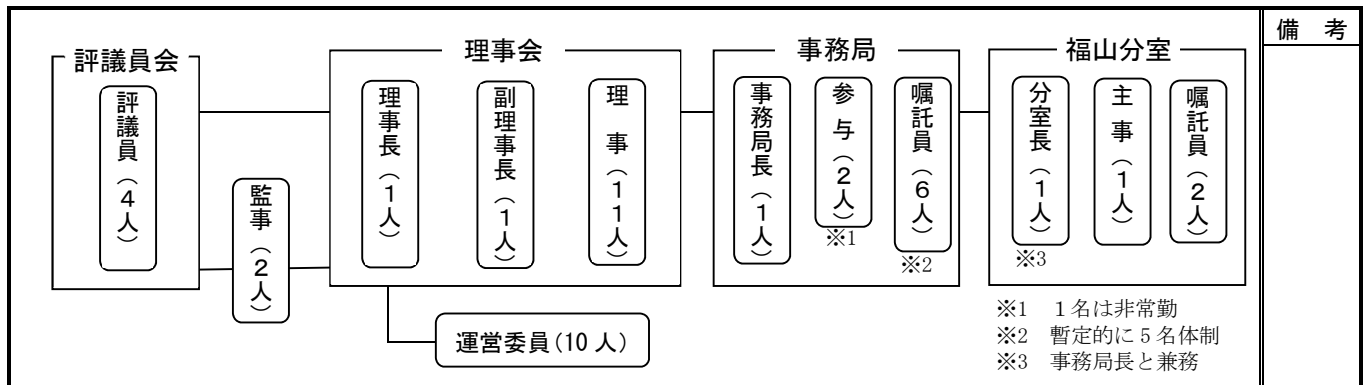 備 考
評議員会
評議員(4人)
監事(2人)
理事会
理事長(1人)
副理事長(1人)
理 事(11人)
運営委員(10人)
事務局
事務局長(1人)
参 与(2人)
※1
嘱託員(6人)
※2
福山分室
分室長(1人)
※3
主 事(1人)
嘱託員(2人)
※1 1名は非常勤
※2 暫定的に5名体制
※3 事務局長と兼務